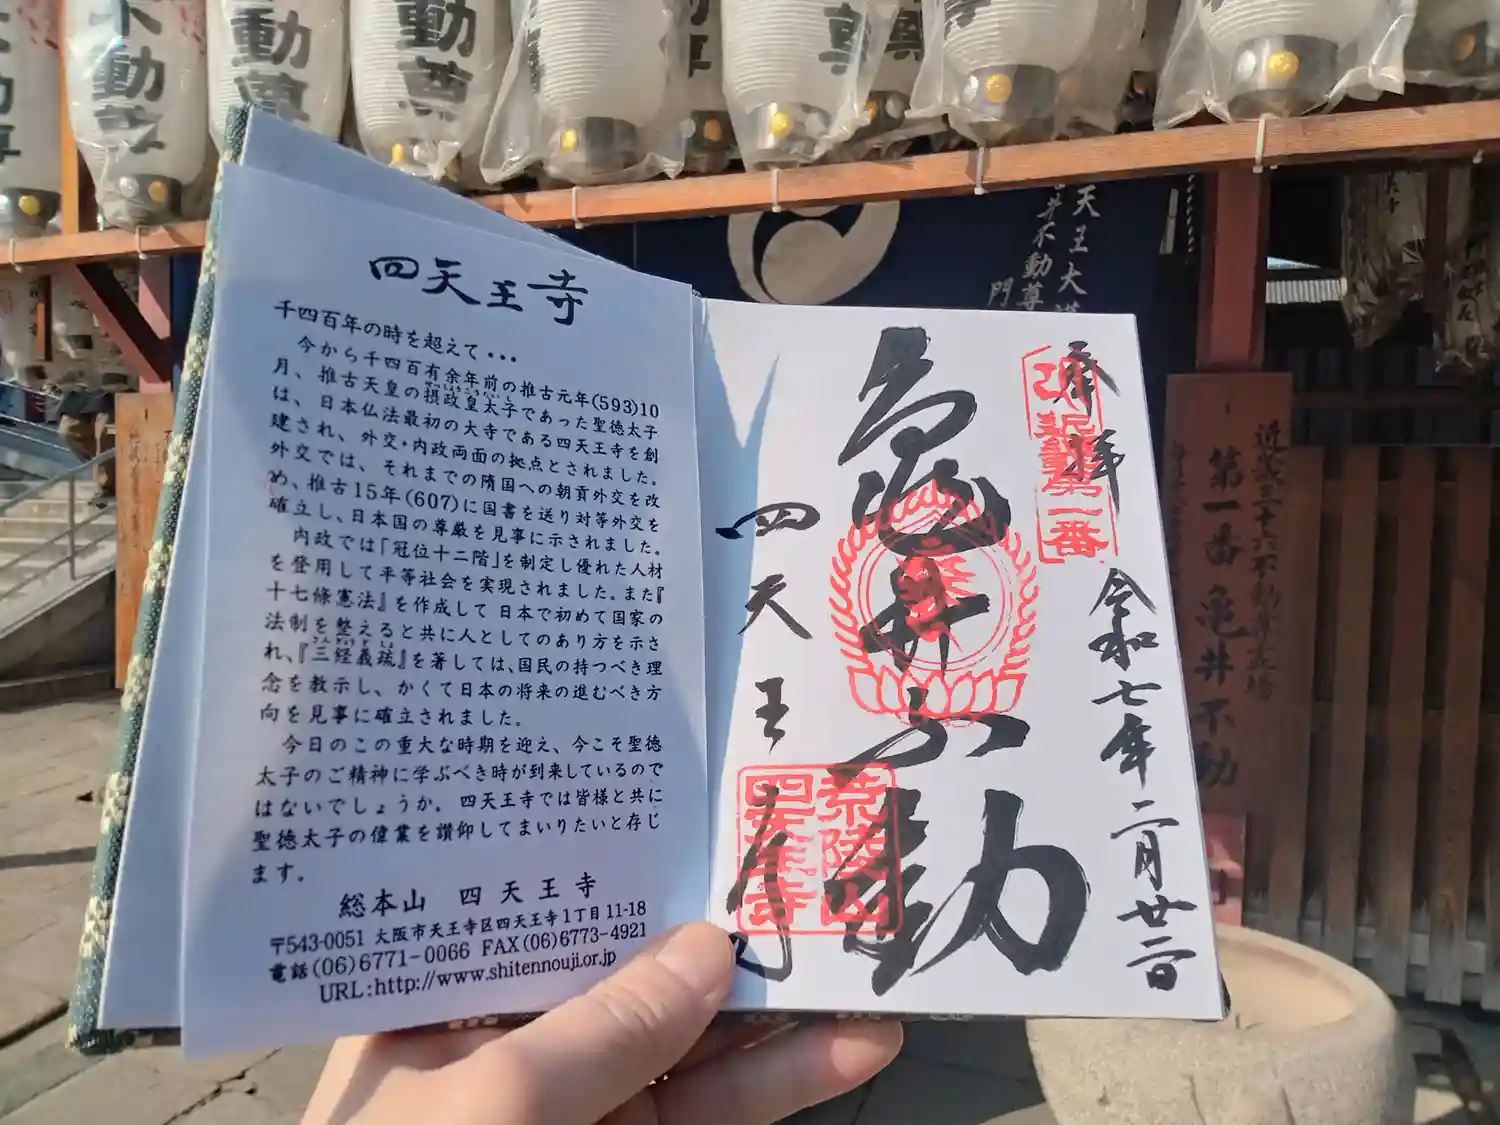 不動尊
動尊
動尊
天王大
井不動尊
門
四天王寺
千四百年の時を超えて・・・
今から千四百有余年前の推古元年(593)10
月、推古天皇の摂政皇太子であった聖徳太子
は、日本仏法最初の大寺である四天王寺を創
建され、外交・内政両面の拠点とされました。
外交では、それまでの隋国への朝貢外交を改
め、推古15年(607)に国書を送り対等外交を
確立し、日本国の尊厳を見事に示されました。
内政では「冠位十二階」を制定し優れた人材
を登用して平等社会を実現されました。また『
十七條憲法』を作成して日本で初めて国家の
法制を整えると共に人としてのあり方を示さ
れ、『三経義疏』を著しては、国民の持つべき理
念を教示し、かくて日本の将来の進むべき方
向を見事に確立されました。
今日のこの重大な時期を迎え、今こそ聖徳
太子のご精神に学ぶべき時が到来しているので
はないでしょうか。四天王寺では皆様と共に
聖徳太子の偉業を讃仰してまいりたいと存じ
ます。
総本山 四天王寺
〒543-0051 大阪市天王寺区四天王寺1丁目11-18
電話(06)6771-0066 FAX(06)6773-4921
URL:http://www.shitennouji.or.jp
奉拝
令和七年二月廿二日
亀井不動
四天王寺
第一番
荒陵山
四天王寺
近畿三十六不動尊霊場
第一番 亀井不動